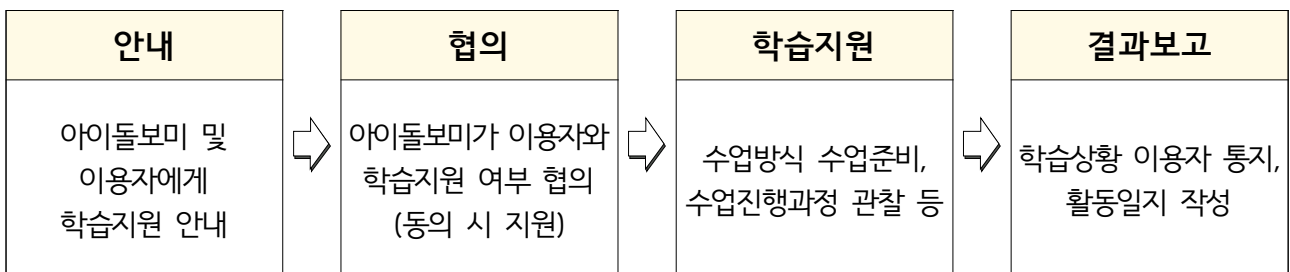 안내
아이돌보미 및
이용자에게
학습지원 안내
협의
아이돌보미가 이용자와
학습지원 여부 협의
(동의 시 지원)
학습지원
수업방식 수업준비,
수업진행과정 관찰 등
결과보고
학습상황 이용자 통지,
활동일지 작성